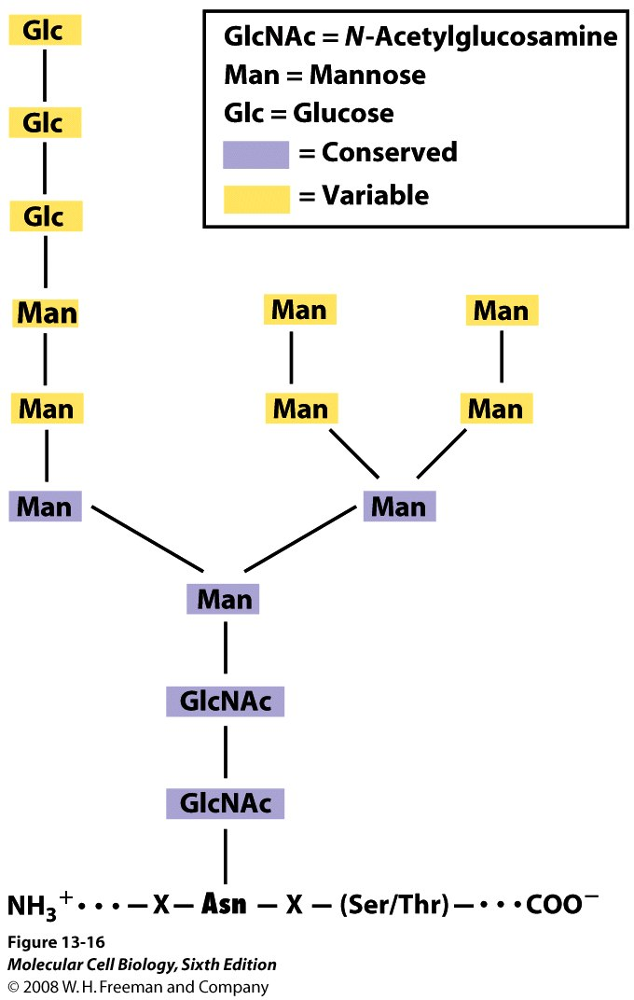 Glc
GlcNAc = N-Acetylglucosamine
Man = Mannose
Glc = Glucose
= Conserved
= Variable
Glc
Glc
Man
Man
Man
Man
Man
Man
Man
Man
Man
GlcNAc
GlcNAc
NH₃⁺···—X—Asn—X—(Ser/Thr)—···COO⁻
Figure 13-16
Molecular Cell Biology, Sixth Edition
© 2008 W. H. Freeman and Company